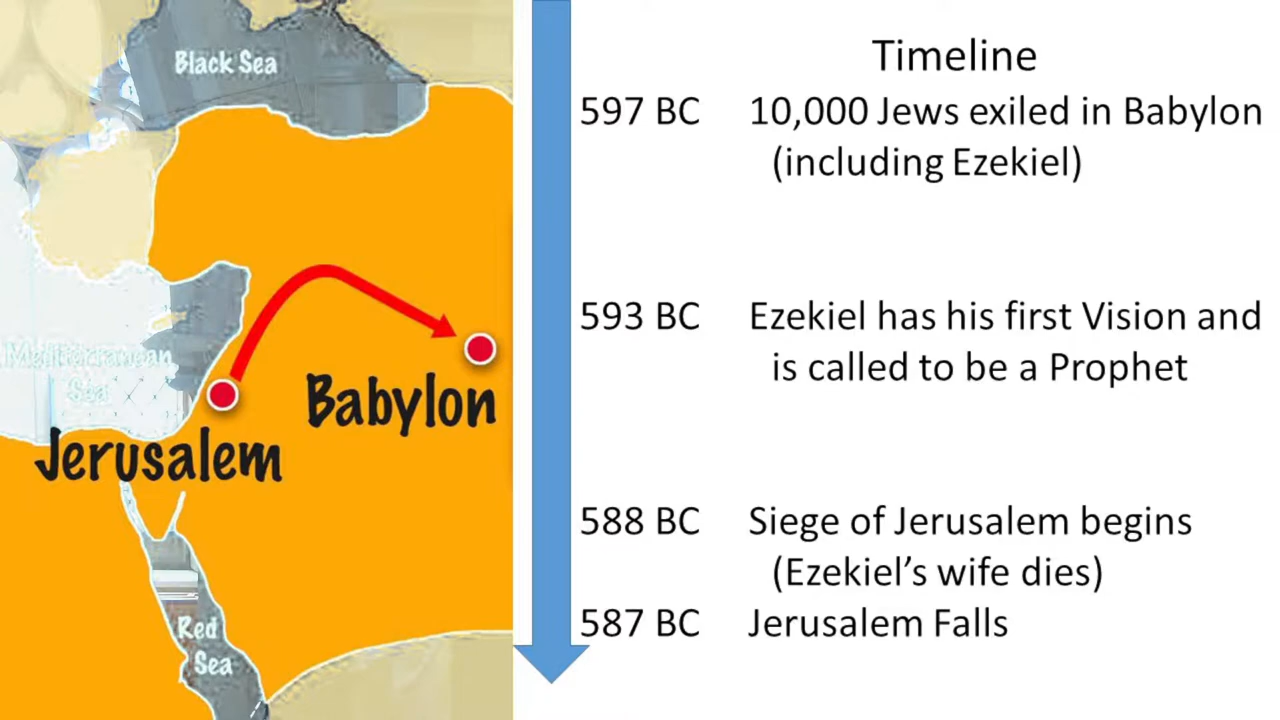 Black Sea
Mediterranean
Sea
Babylon
Jerusalem
Red
Sea
Timeline
597 BC 10,000 Jews exiled in Babylon
(including Ezekiel)
593 BC Ezekiel has his first Vision and
is called to be a Prophet
588 BC Siege of Jerusalem begins
(Ezekiel’s wife dies)
587 BC Jerusalem Falls